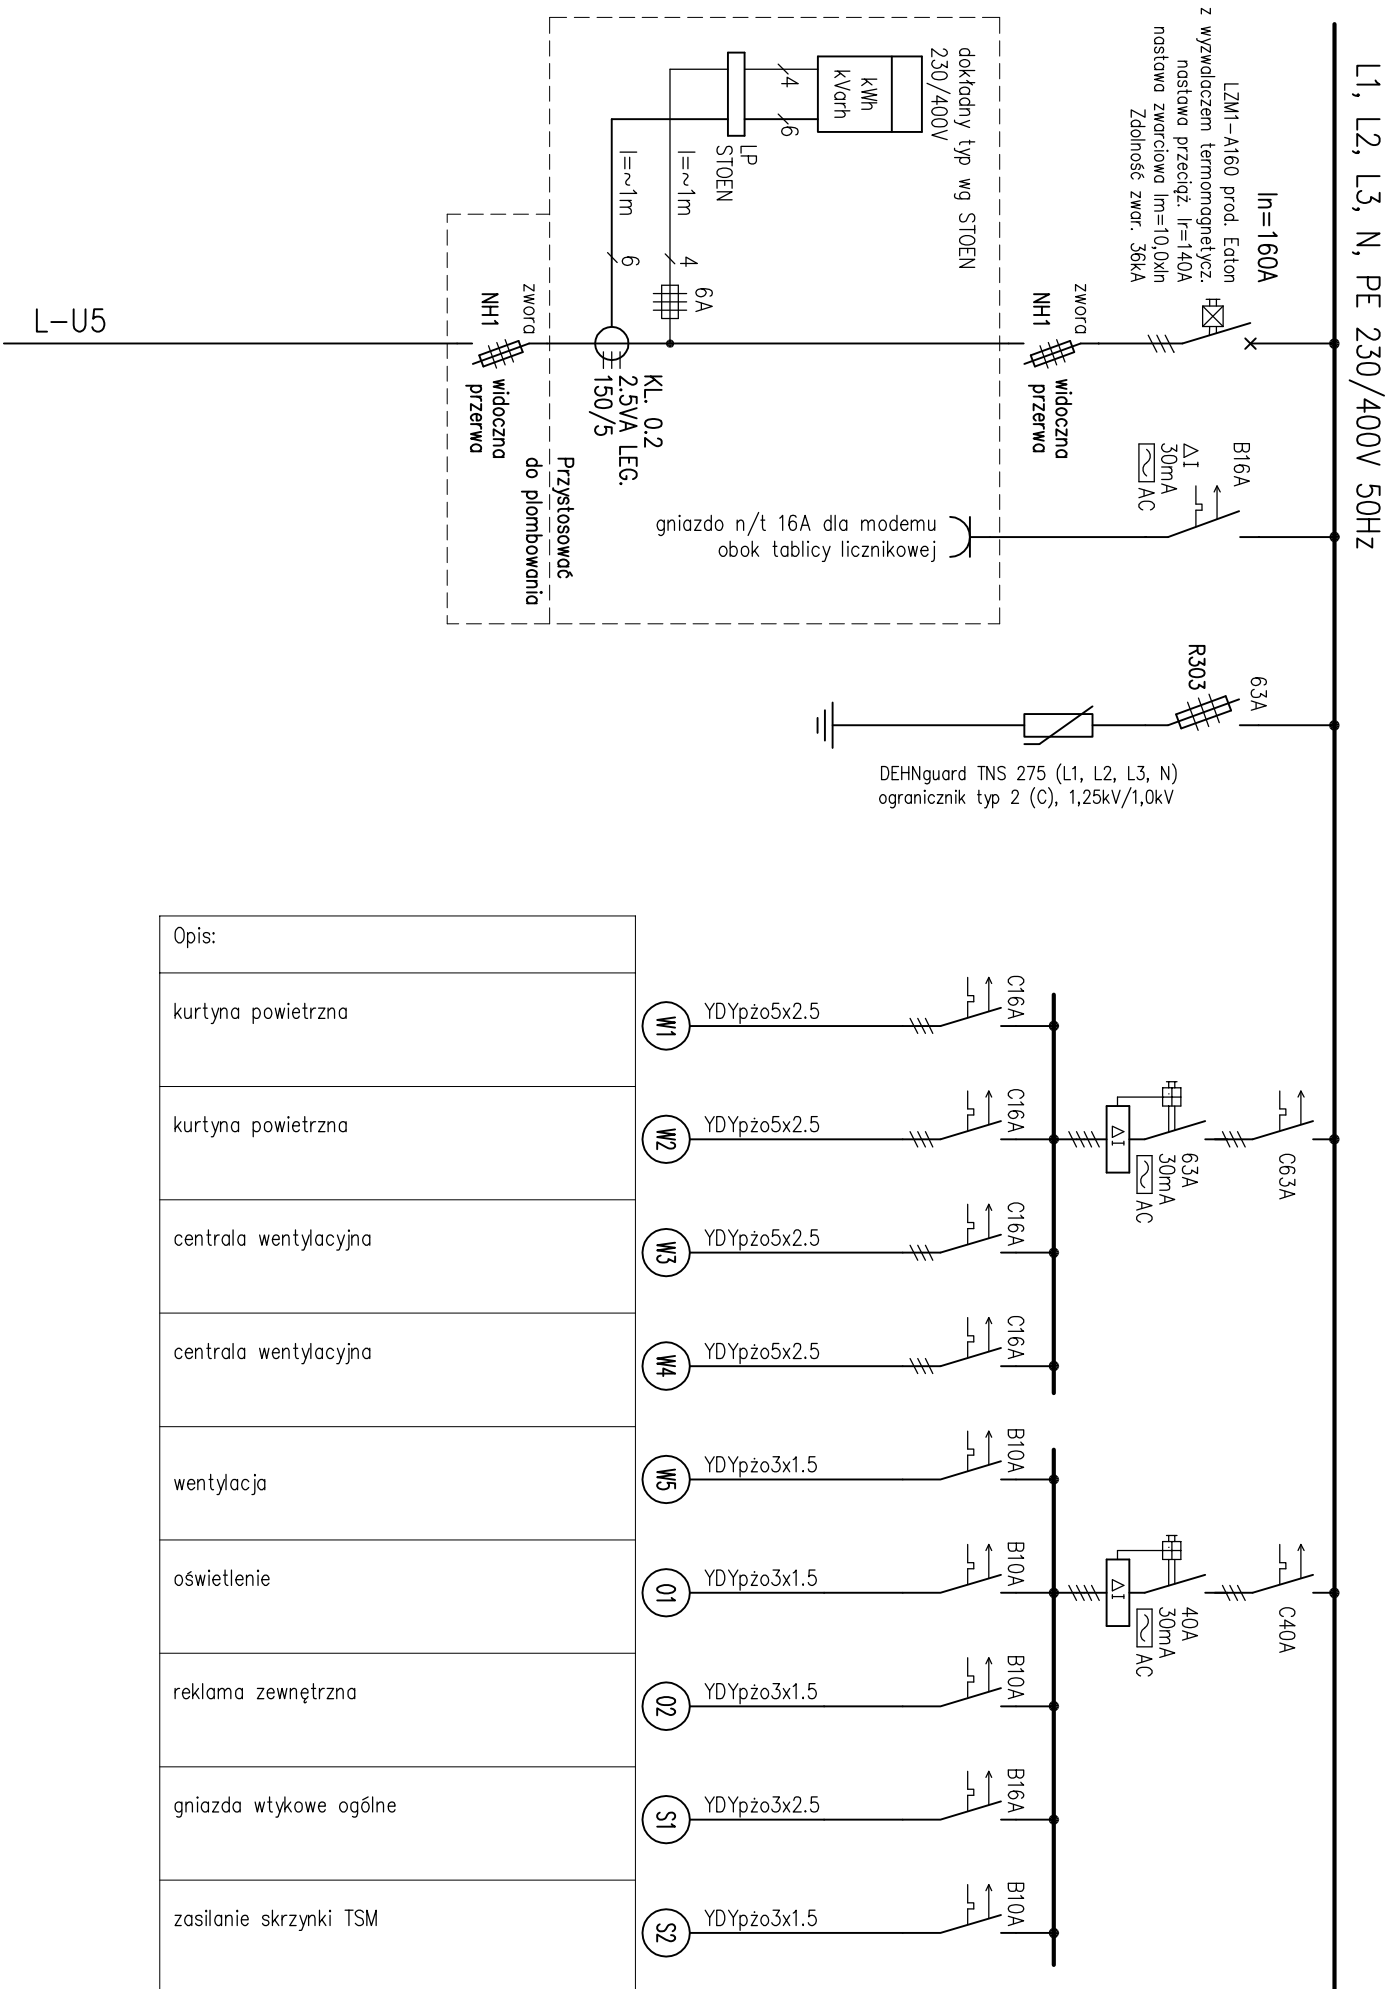 L1, L2, L3, N, PE 230/400V 50Hz
In=160A
LZM1-A160 prod. Eaton
z wyzwalaczem termomagnetycz.
nastawa przeciąż. Ir=140A
nastawa zwarciowa Im=10,0xIn
Zdolność zwar. 36kA
zwora
NH1
widoczna
przerwa
dokładny typ wg STOEN
230/400V
kWh
kVarh
4
6
LP
STOEN
l=~1m
l=~1m
4
6
6A
KL. 0.2
2.5VA LEG.
150/5
zwora
NH1
widoczna
przerwa
Przystosować
do plombowania
L-U5
B16A
ΔI
30mA
AC
gniazdo n/t 16A dla modemu
obok tablicy licznikowej
63A
R303
DEHNguard TNS 275 (L1, L2, L3, N)
ogranicznik typ 2 (C), 1,25kV/1,0kV
C63A
63A
30mA
AC
ΔI
C40A
40A
30mA
AC
ΔI
Opis:
kurtyna powietrzna
W1
YDYpżo5x2.5
C16A
kurtyna powietrzna
W2
YDYpżo5x2.5
C16A
centrala wentylacyjna
W3
YDYpżo5x2.5
C16A
centrala wentylacyjna
W4
YDYpżo5x2.5
C16A
wentylacja
W5
YDYpżo3x1.5
B10A
oświetlenie
O1
YDYpżo3x1.5
B10A
reklama zewnętrzna
O2
YDYpżo3x1.5
B10A
gniazda wtykowe ogólne
S1
YDYpżo3x2.5
B16A
zasilanie skrzynki TSM
S2
YDYpżo3x1.5
B10A